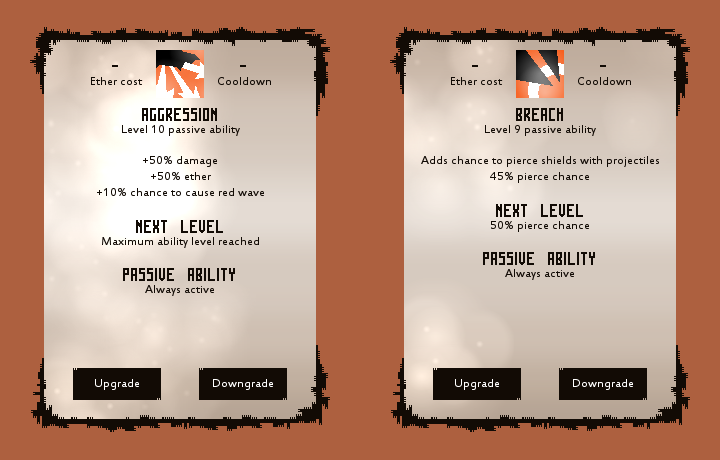 -
-
Ether cost
Cooldown
AGGRESSION
Level 10 passive ability
+50% damage
+50% ether
+10% chance to cause red wave
NEXT LEVEL
Maximum ability level reached
PASSIVE ABILITY
Always active
Upgrade
Downgrade
-
-
Ether cost
Cooldown
BREACH
Level 9 passive ability
Adds chance to pierce shields with projectiles
45% pierce chance
NEXT LEVEL
50% pierce chance
PASSIVE ABILITY
Always active
Upgrade
Downgrade